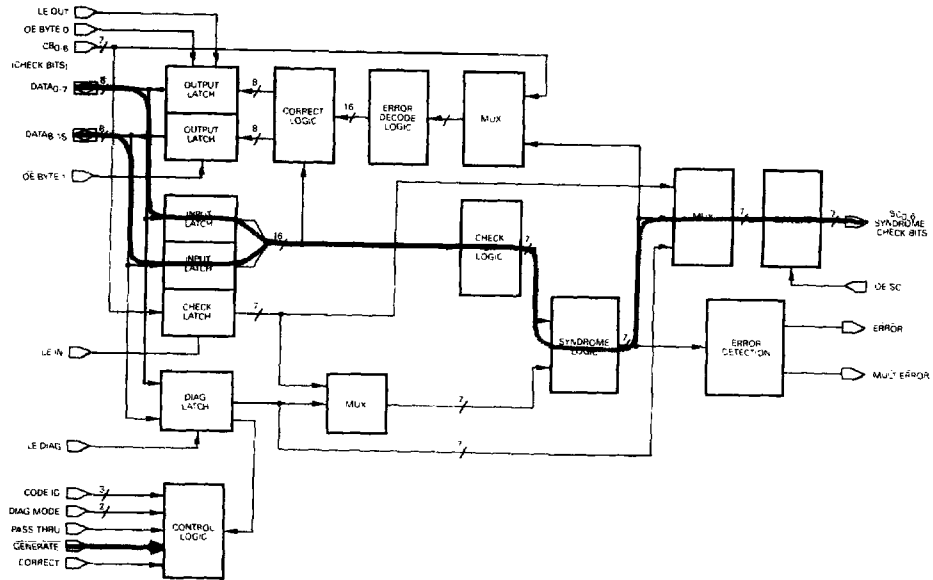 LE OUT
OE BYTE 0
CB0-6
7
(CHECK BITS)
DATA0-7
8
DATA8-15
8
OE BYTE 1
OUTPUT LATCH
OUTPUT LATCH
8
8
CORRECT LOGIC
16
ERROR DECODE LOGIC
MUX
INPUT LATCH
INPUT LATCH
CHECK LATCH
16
7
LE IN
CHECK LOGIC
7
SYNDROME LOGIC
7
MUX
7
7
SC0-6
SYNDROME
CHECK BITS
OE SC
ERROR DETECTION
ERROR
MULT ERROR
DIAG LATCH
MUX
7
7
LE DIAG
CODE ID
3
DIAG MODE
2
PASS THRU
GENERATE
CORRECT
CONTROL LOGIC